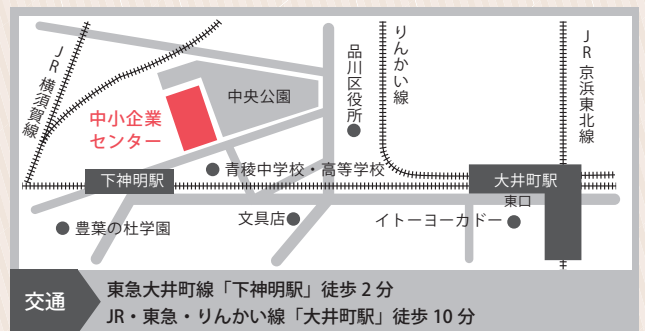 JR横須賀線
中小企業
センター
中央公園
品川区役所
りんかい線
JR京浜東北線
下神明駅
青稜中学校・高等学校
大井町駅
東口
豊葉の杜学園
文具店
イトーヨーカドー
交通
東急大井町線「下神明駅」徒歩 2 分
JR・東急・りんかい線「大井町駅」徒歩 10 分